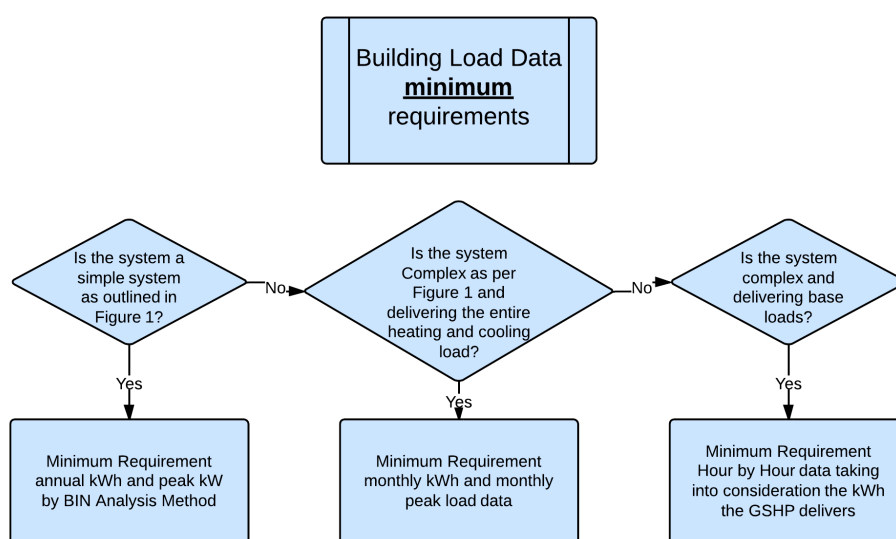 Building Load Data
minimum
requirements
Is the system a
simple system
as outlined in
Figure 1?
No
Is the system
Complex as per
Figure 1 and
delivering the entire
heating and cooling
load?
No
Is the system
complex and
delivering base
loads?
Yes
Yes
Yes
Minimum Requirement
annual kWh and peak kW
by BIN Analysis Method
Minimum Requirement
monthly kWh and monthly
peak load data
Minimum Requirement
Hour by Hour data taking
into consideration the kWh
the GSHP delivers